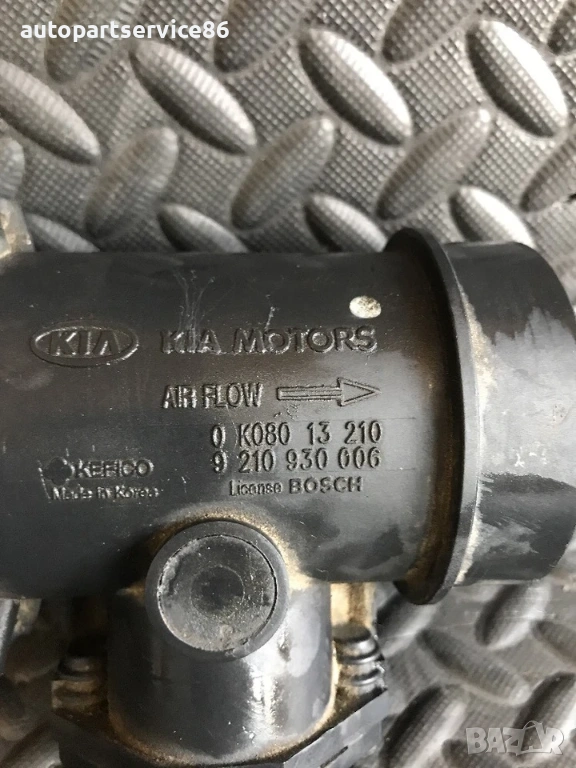 autopartservice86
KIA KIA MOTORS
AIR FLOW
0 K080 13 210
9 210 930 006
KEFICO
Made in Korea
License BOSCH
BAZAR